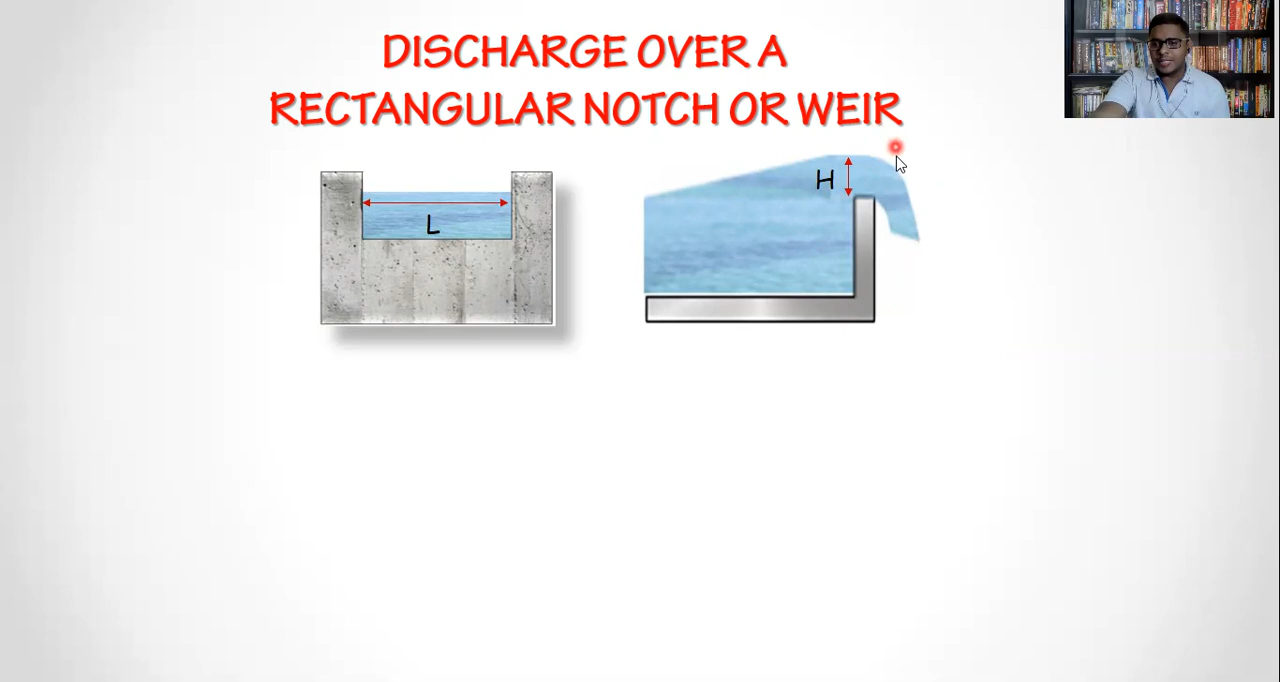 DISCHARGE OVER A
RECTANGULAR NOTCH OR WEIR
L
H